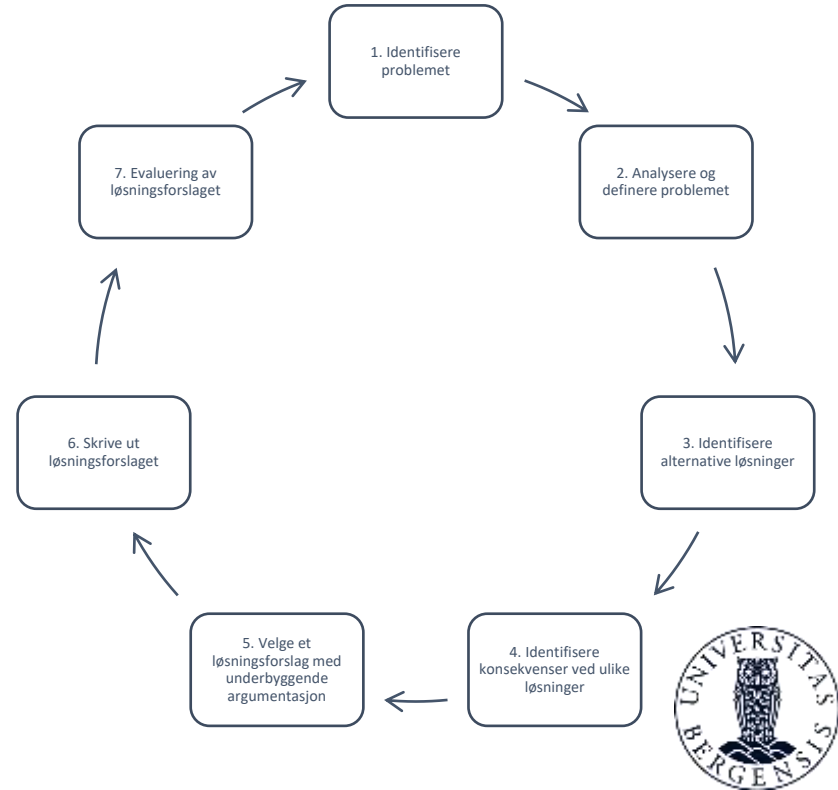 1. Identifisere
problemet
2. Analysere og
definere problemet
3. Identifisere
alternative løsninger
4. Identifisere
konsekvenser ved ulike
løsninger
5. Velge et
løsningsforslag med
underbyggende
argumentasjon
6. Skrive ut
løsningsforslaget
7. Evaluering av
løsningsforslaget
UNIVERSITAS
BERGENSIS